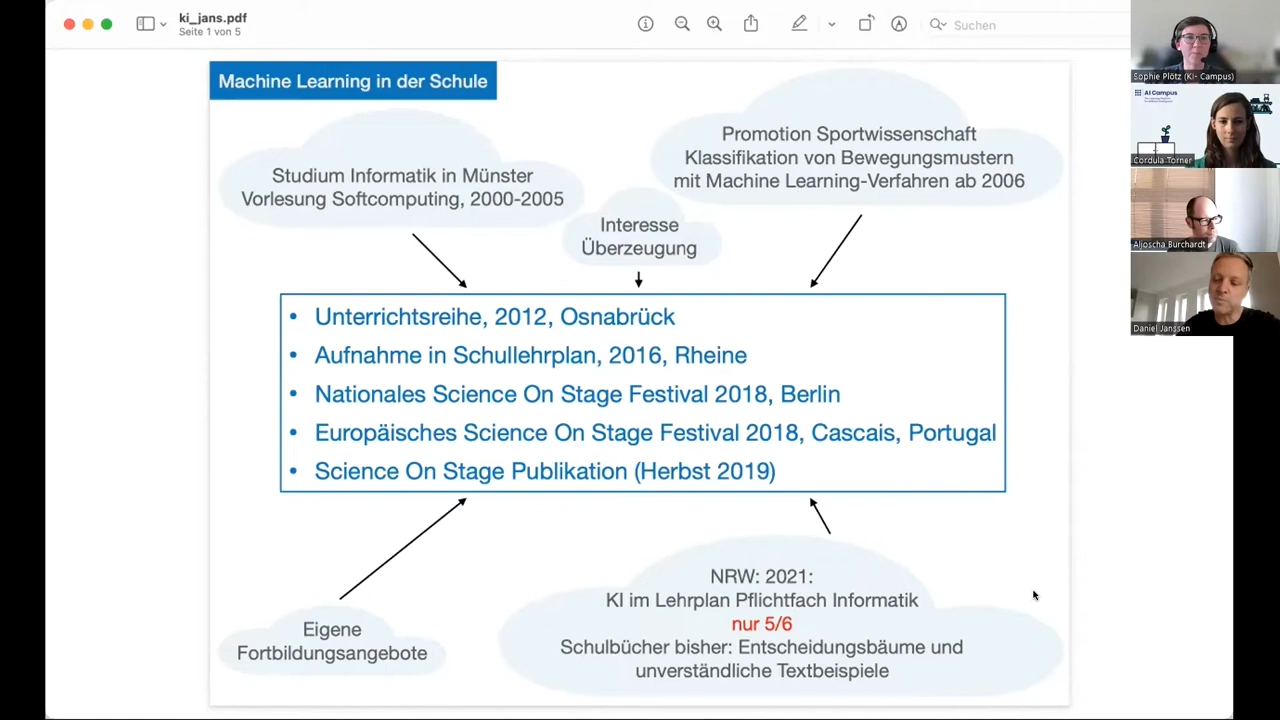 ki_jans.pdf
Seite 1 von 5
Suchen
Machine Learning in der Schule
Studium Informatik in Münster
Vorlesung Softcomputing, 2000-2005
Interesse
Überzeugung
Promotion Sportwissenschaft
Klassifikation von Bewegungsmustern
mit Machine Learning-Verfahren ab 2006
• Unterrichtsreihe, 2012, Osnabrück
• Aufnahme in Schullehrplan, 2016, Rheine
• Nationales Science On Stage Festival 2018, Berlin
• Europäisches Science On Stage Festival 2018, Cascais, Portugal
• Science On Stage Publikation (Herbst 2019)
Eigene
Fortbildungsangebote
NRW: 2021:
KI im Lehrplan Pflichtfach Informatik
nur 5/6
Schulbücher bisher: Entscheidungsbäume und
unverständliche Textbeispiele
Sophie Plötz (KI- Campus)
AI Campus
Cordula Torner
Aljoscha Burchardt
Daniel Janssen